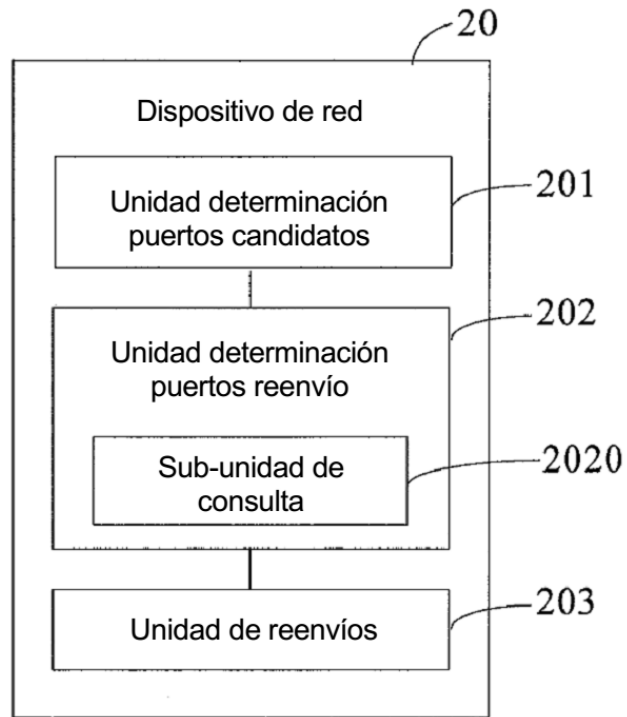 20
Dispositivo de red
201
Unidad determinación
puertos candidatos
202
Unidad determinación
puertos reenvío
2020
Sub-unidad de
consulta
203
Unidad de reenvíos